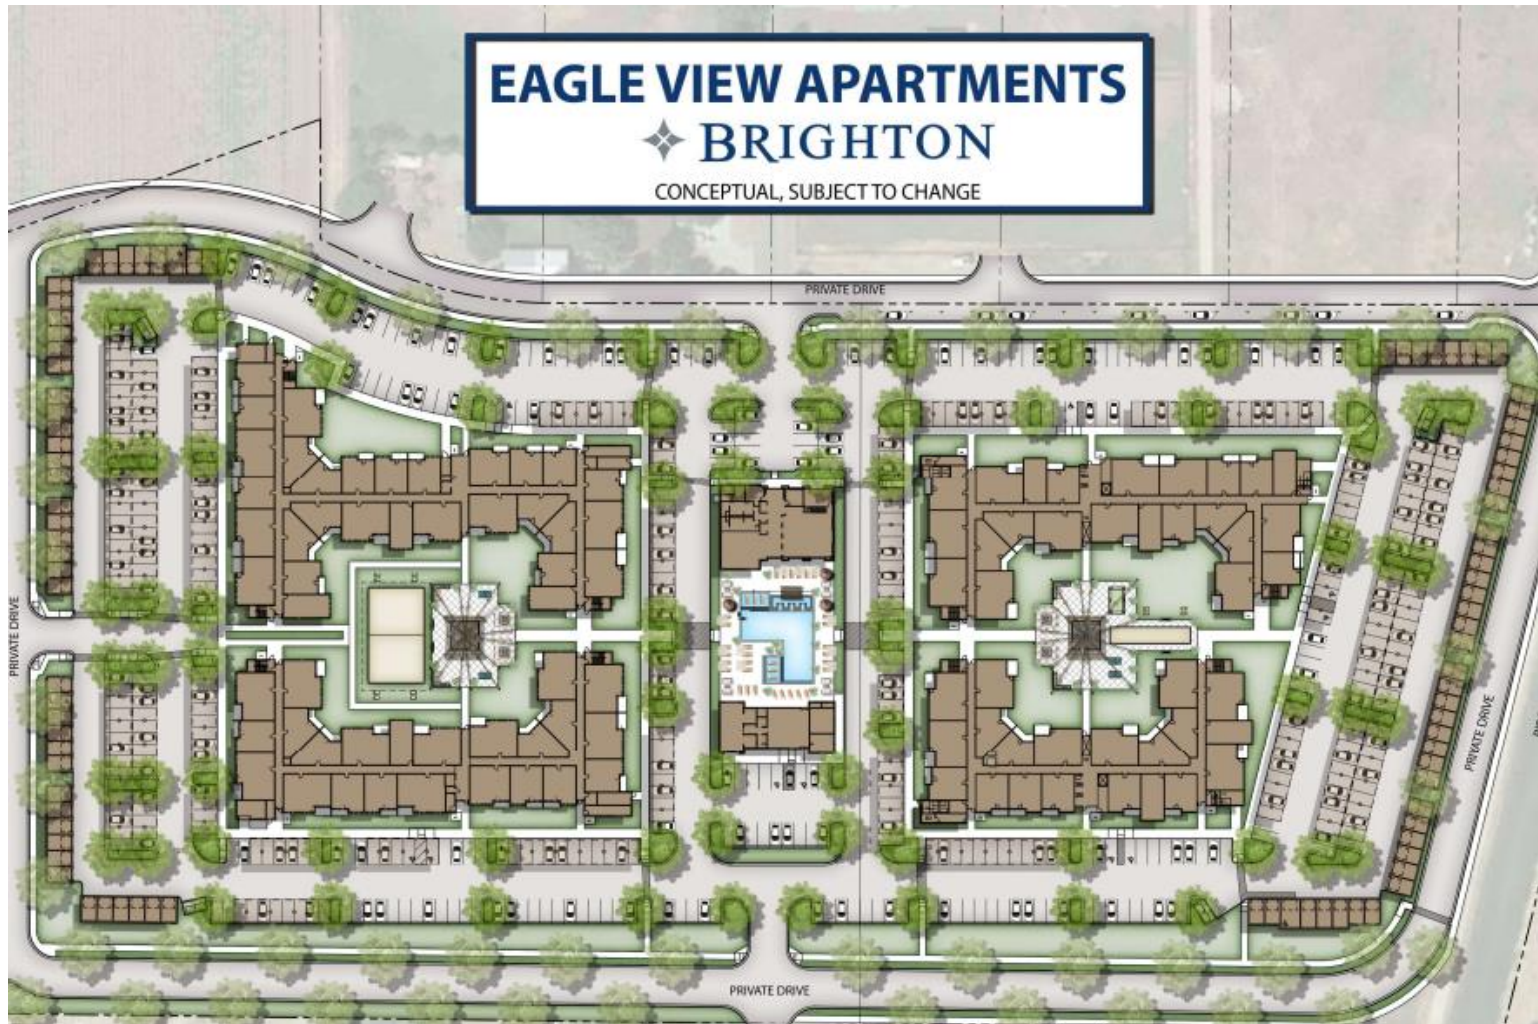 EAGLE VIEW APARTMENTS
BRIGHTON
CONCEPTUAL, SUBJECT TO CHANGE
PRIVATE DRIVE
PRIVATE DRIVE
PRIVATE DRIVE
PRIVATE DRIVE